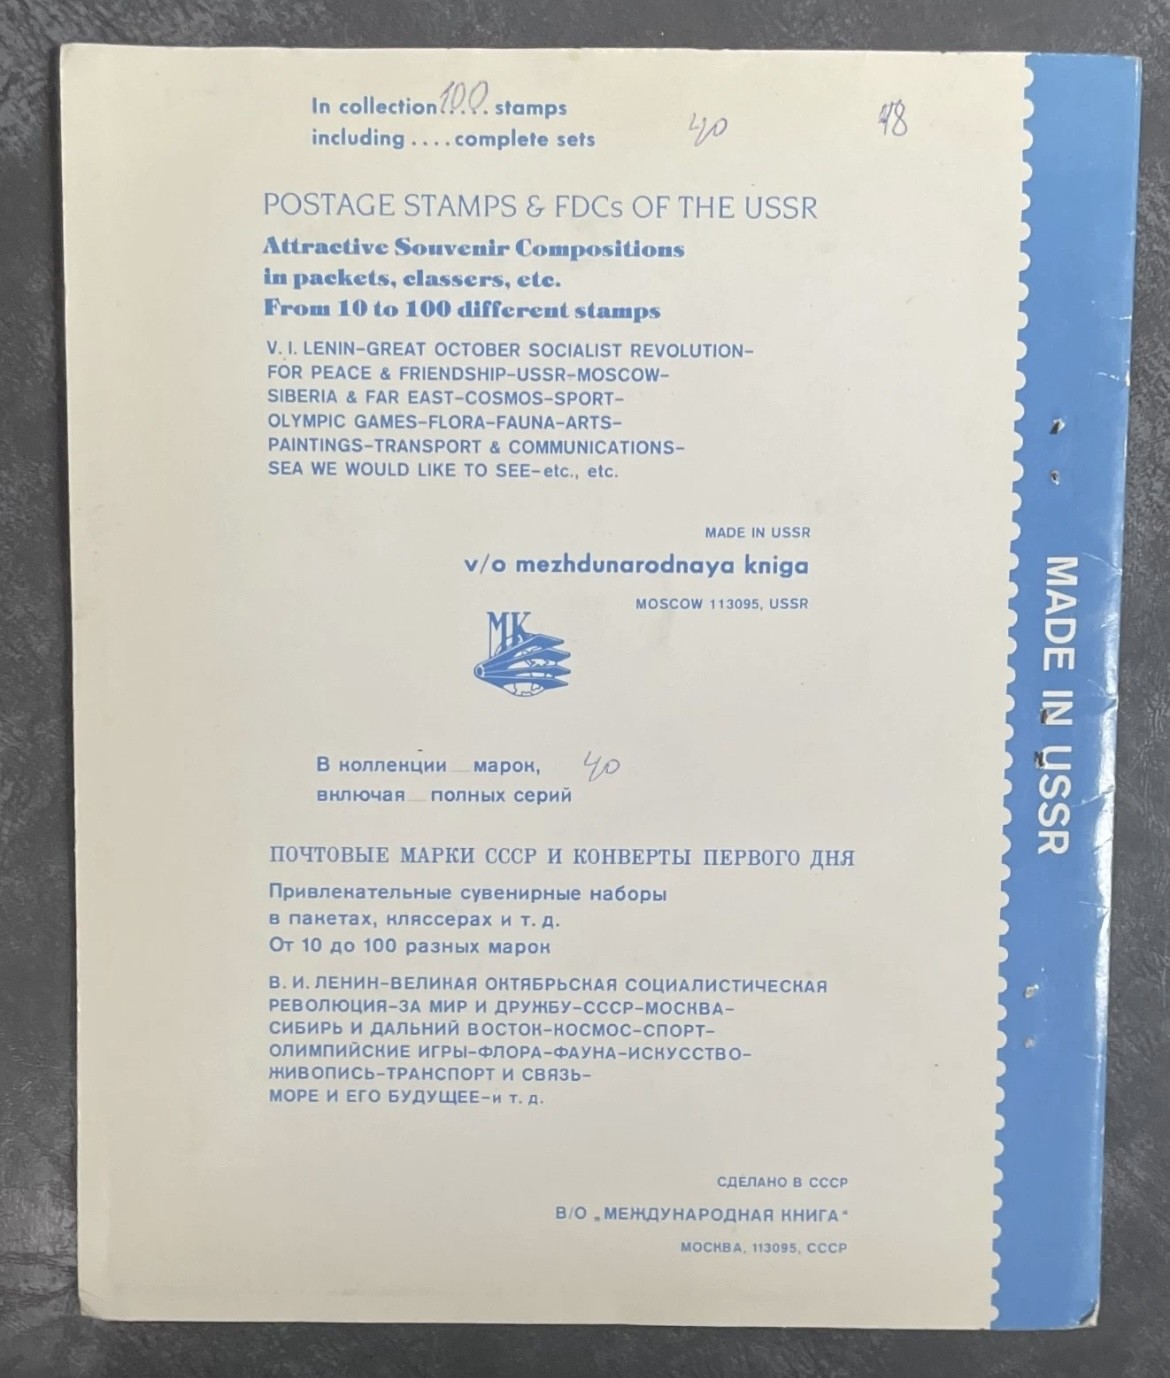 In collection 100 stamps
including .... complete sets
40
48
POSTAGE STAMPS & FDCs OF THE USSR
Attractive Souvenir Compositions
in packets, classers, etc.
From 10 to 100 different stamps
V. I. LENIN-GREAT OCTOBER SOCIALIST REVOLUTION-
FOR PEACE & FRIENDSHIP-USSR-MOSCOW-
SIBERIA & FAR EAST-COSMOS-SPORT-
OLYMPIC GAMES-FLORA-FAUNA-ARTS-
PAINTINGS-TRANSPORT & COMMUNICATIONS-
SEA WE WOULD LIKE TO SEE-etc., etc.
MADE IN USSR
v/o mezhdunarodnaya kniga
MOSCOW 113095, USSR
МК
В коллекции __ марок,
40
включая __ полных серий
ПОЧТОВЫЕ МАРКИ СССР И КОНВЕРТЫ ПЕРВОГО ДНЯ
Привлекательные сувенирные наборы
в пакетах, кляссерах и т. д.
От 10 до 100 разных марок
В. И. ЛЕНИН-ВЕЛИКАЯ ОКТЯБРЬСКАЯ СОЦИАЛИСТИЧЕСКАЯ
РЕВОЛЮЦИЯ-ЗА МИР И ДРУЖБУ-СССР-МОСКВА-
СИБИРЬ И ДАЛЬНИЙ ВОСТОК-КОСМОС-СПОРТ-
ОЛИМПИЙСКИЕ ИГРЫ-ФЛОРА-ФАУНА-ИСКУССТВО-
ЖИВОПИСЬ-ТРАНСПОРТ И СВЯЗЬ-
МОРЕ И ЕГО БУДУЩЕЕ-и т. д.
СДЕЛАНО В СССР
В/О „МЕЖДУНАРОДНАЯ КНИГА“
МОСКВА, 113095, СССР
MADE IN USSR